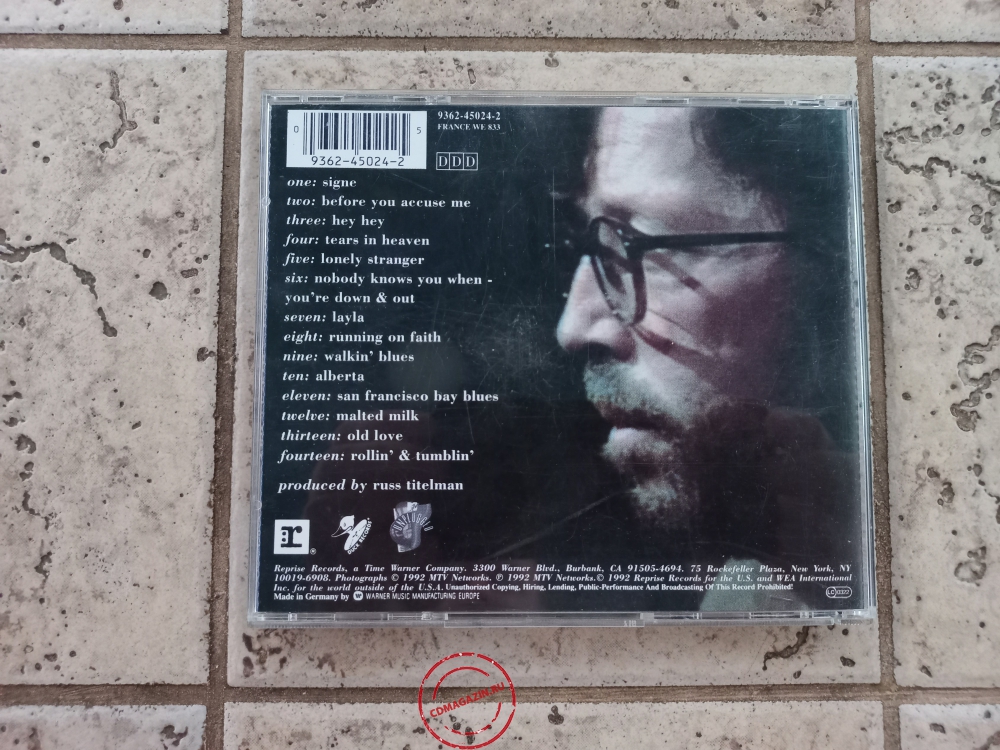 0 5
9362-45024-2
9362-45024-2
FRANCE WE 833
DDD
one: signe
two: before you accuse me
three: hey hey
four: tears in heaven
five: lonely stranger
six: nobody knows you when -
you're down & out
seven: layla
eight: running on faith
nine: walkin' blues
ten: alberta
eleven: san francisco bay blues
twelve: malted milk
thirteen: old love
fourteen: rollin' & tumblin'
produced by russ titelman
r ®
DUCK RECORDS
UNPLUGGED
Reprise Records, a Time Warner Company. 3300 Warner Blvd., Burbank, CA 91505-4694. 75 Rockefeller Plaza, New York, NY
10019-6908. Photographs © 1992 MTV Networks. ℗ 1992 MTV Networks.© 1992 Reprise Records for the U.S. and WEA International
Inc. for the world outside of the U.S.A. Unauthorized Copying, Hiring, Lending, Public-Performance And Broadcasting Of This Record Prohibited!
Made in Germany by WARNER MUSIC MANUFACTURING EUROPE
LC 0322
CDMAGAZIN.RU